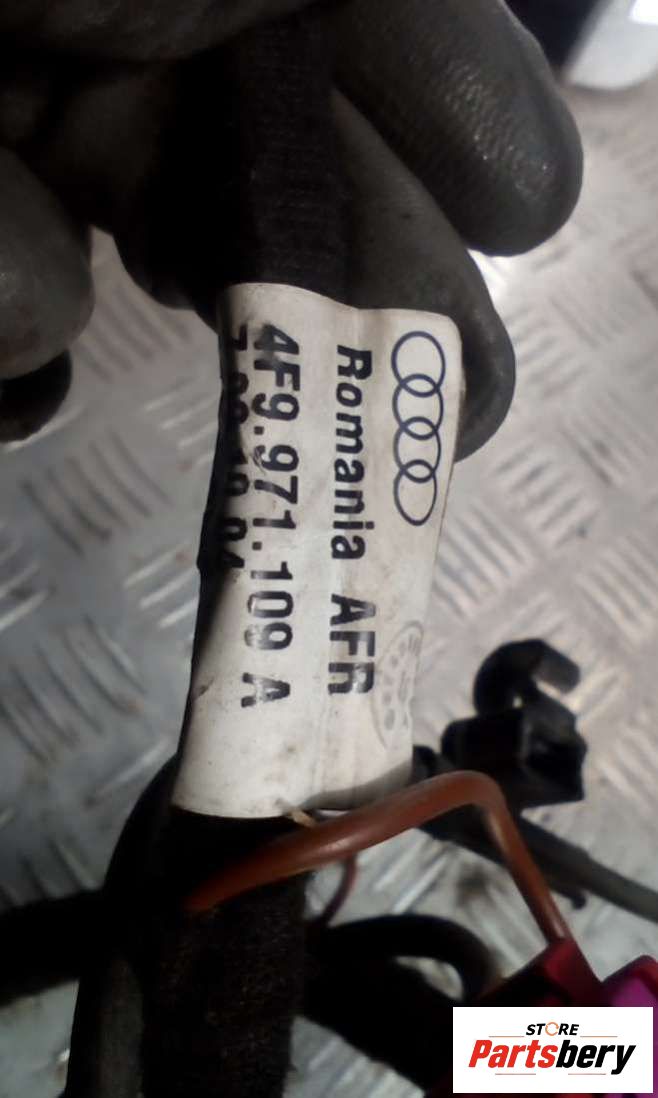 Romania AFR
4F9.971.109 A
STORE
Partsbery